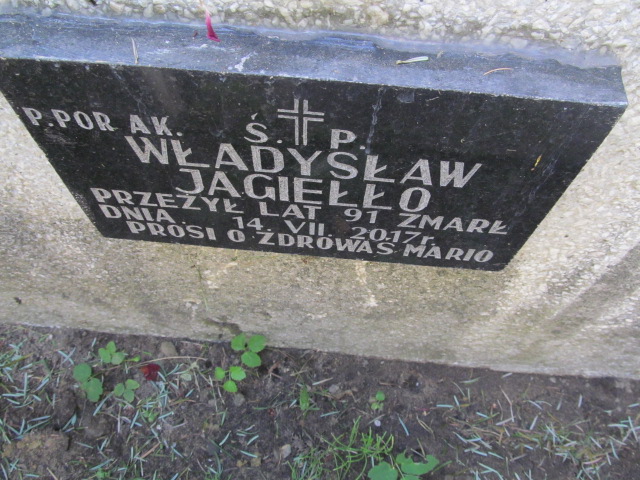 P.POR AK. Ś. P.
WŁADYSŁAW
JAGIEŁŁO
PRZEŻYŁ LAT 91 ZMARŁ
DNIA. 14. VII. 2017r.
PROSI O ZDROWAŚ MARIO